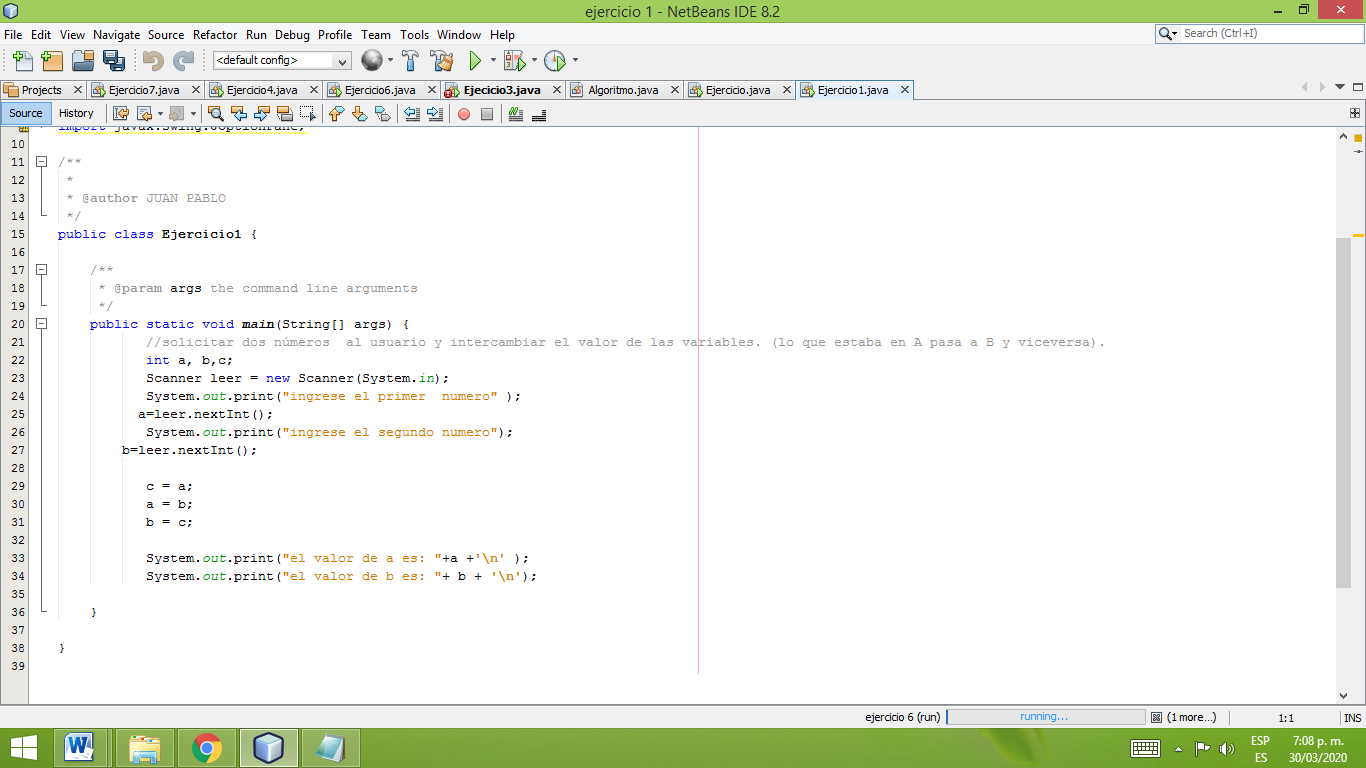 ejercicio 1 - NetBeans IDE 8.2
File Edit View Navigate Source Refactor Run Debug Profile Team Tools Window Help
Search (Ctrl+I)
<default config>
Projects Ejercicio7.java Ejercicio4.java Ejercicio6.java Ejecicio3.java Algoritmo.java Ejercicio.java Ejercicio1.java
Source History
import javax.swing.JOptionPane;
10
11 /**
12 *
13 * @author JUAN PABLO
14 */
15 public class Ejercicio1 {
16
17 /**
18 * @param args the command line arguments
19 */
20 public static void main(String[] args) {
21 //solicitar dos números  al usuario y intercambiar el valor de las variables. (lo que estaba en A pasa a B y viceversa).
22 int a, b,c;
23 Scanner leer = new Scanner(System.in);
24 System.out.print("ingrese el primer  numero" );
25 a=leer.nextInt();
26 System.out.print("ingrese el segundo numero");
27 b=leer.nextInt();
28
29 c = a;
30 a = b;
31 b = c;
32
33 System.out.print("el valor de a es: "+a +'\n' );
34 System.out.print("el valor de b es: "+ b + '\n');
35
36 }
37
38 }
39
ejercicio 6 (run) running... (1 more...) 1:1 INS
ESP 7:08 p. m.
ES 30/03/2020